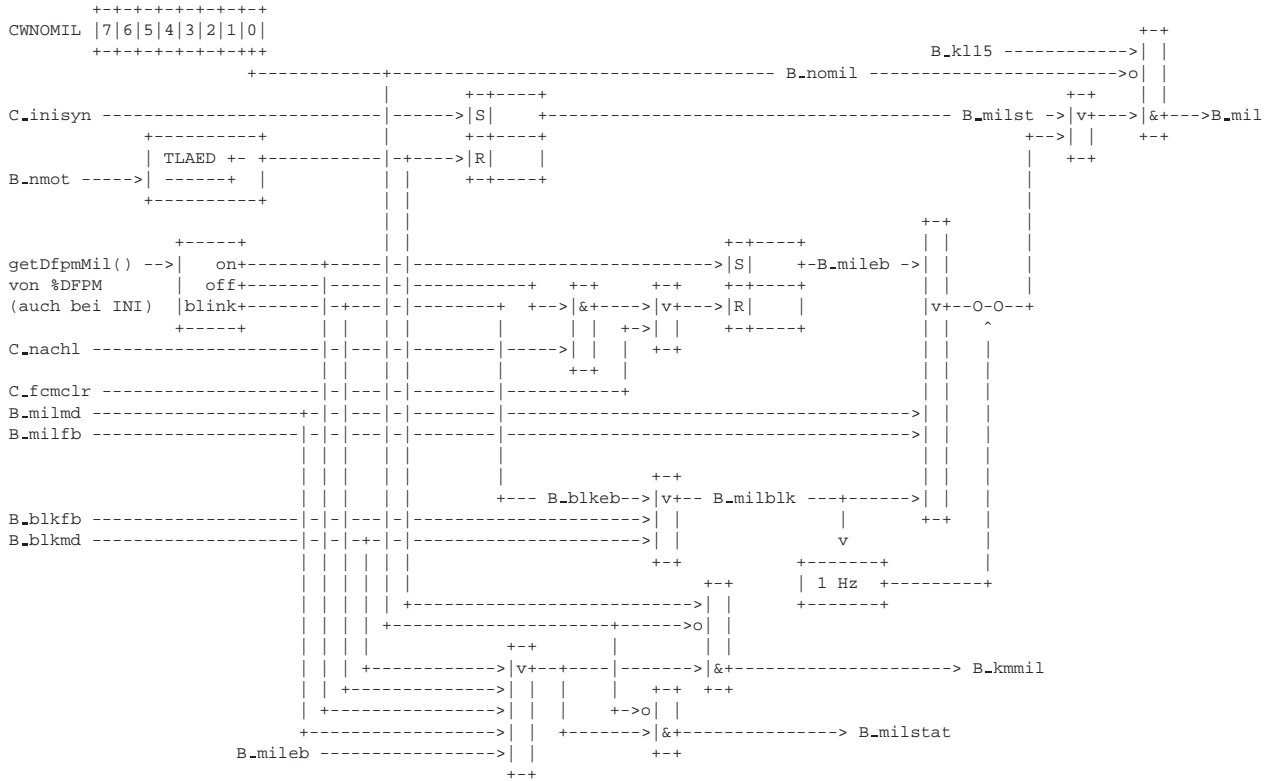 CWNOMIL |7|6|5|4|3|2|1|0|
B_kl15
B_nomil
C_inisyn S B_milst v & B_mil
TLAED R
B_nmot
getDfpmMil() on S B_mileb
von %DFPM off
(auch bei INI) blink & v R v O-O
C_nachl
C_fcmclr
B_milmd
B_milfb
B_blkeb v B_milblk
B_blkfb
B_blkmd v
1 Hz
v & B_kmmil
& B_milstat
B_mileb